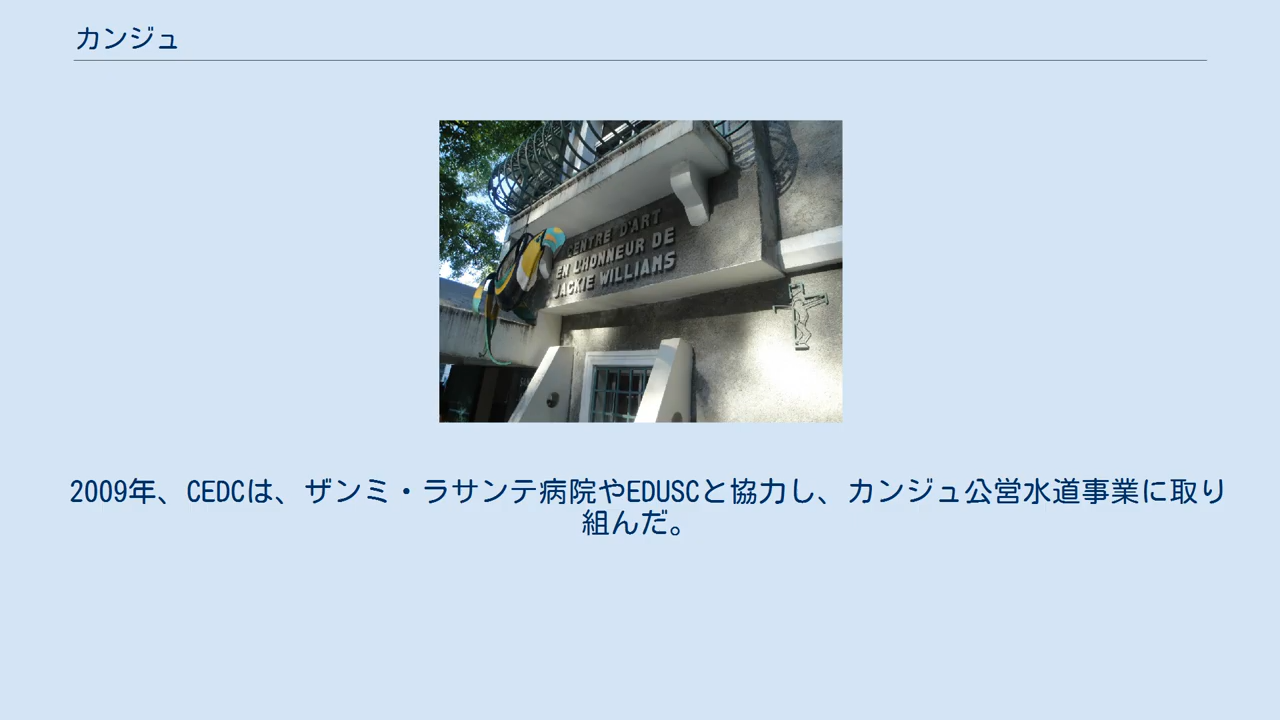 カンジュ
CENTRE D'ART
EN L'HONNEUR DE
JACKIE WILLIAMS
2009年、CEDCは、ザンミ・ラサンテ病院やEDUSCと協力し、カンジュ公営水道事業に取り
組んだ。